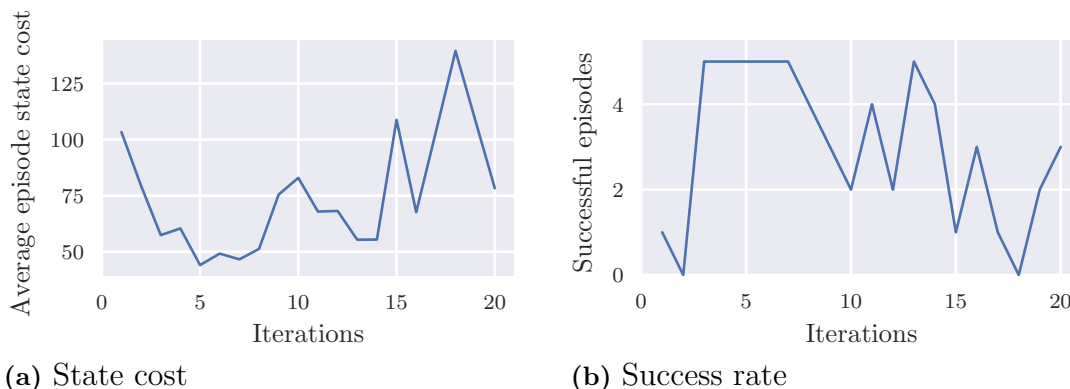 Average episode state cost
125
100
75
50
0 5 10 15 20
Iterations
(a) State cost
Successful episodes
4
2
0
0 5 10 15 20
Iterations
(b) Success rate